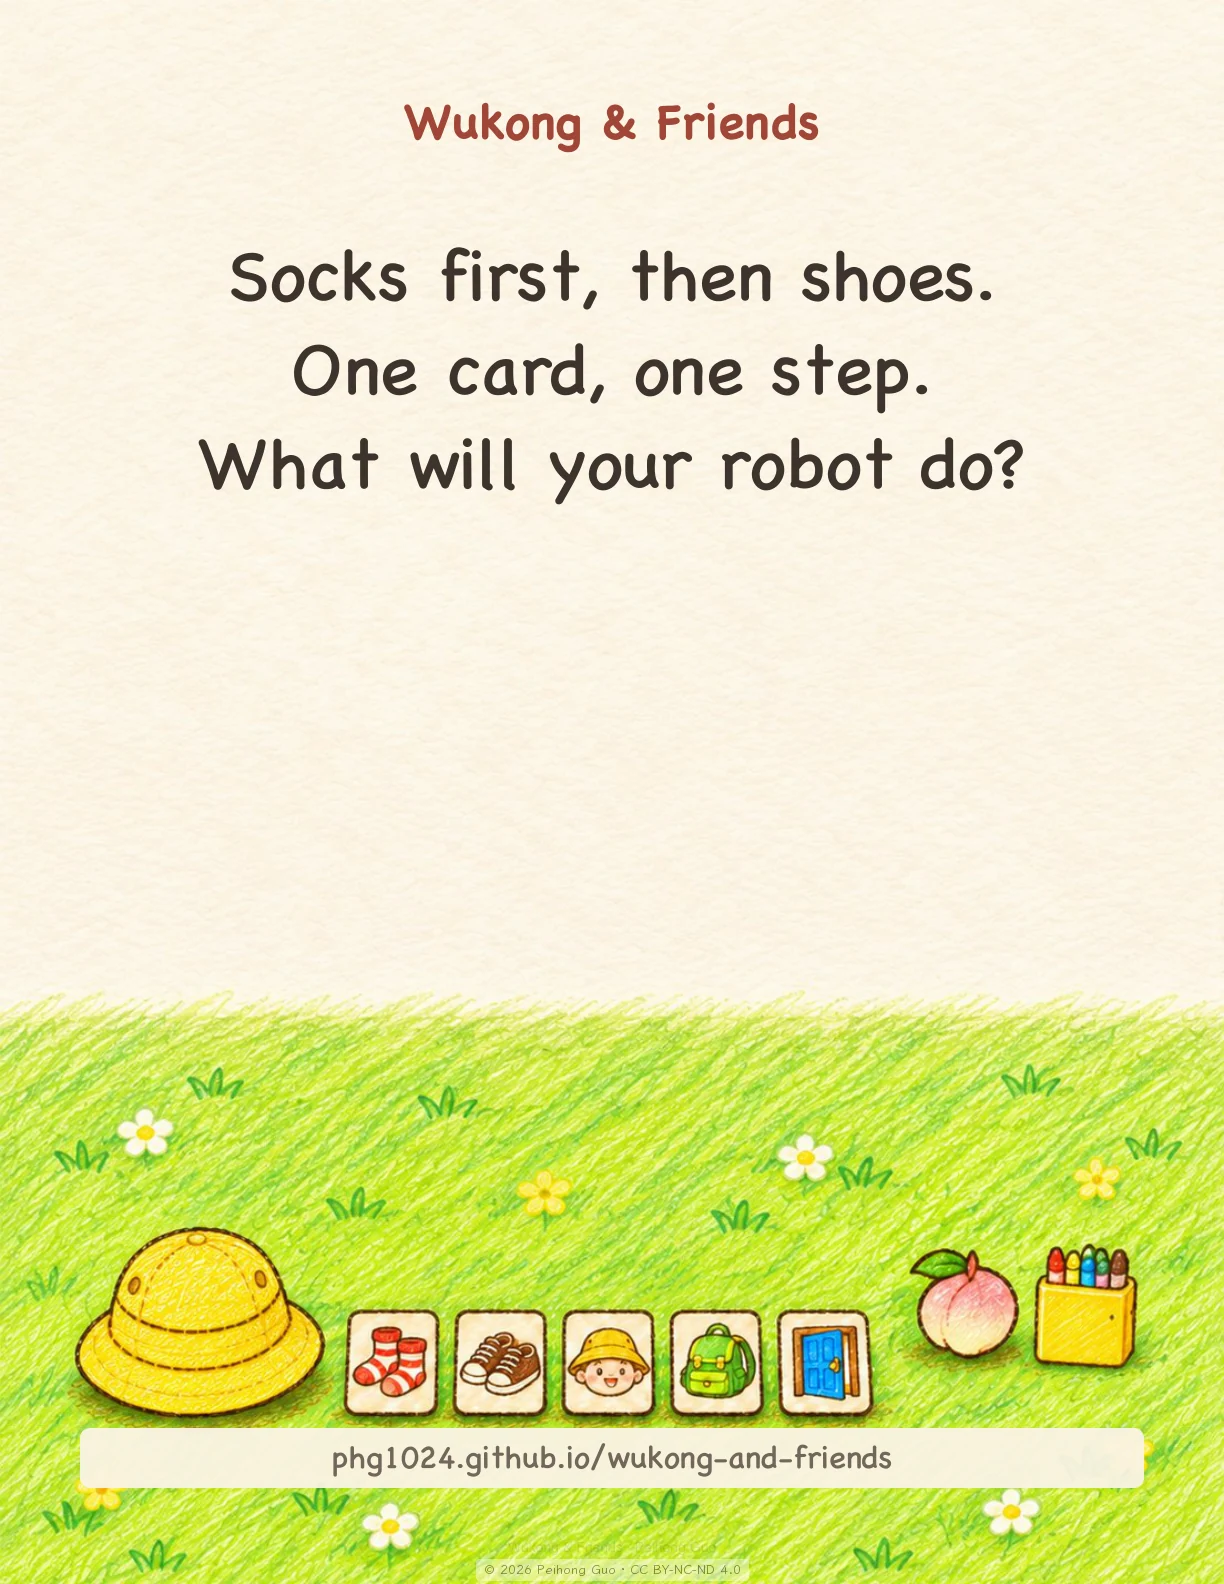 Wukong & Friends
Socks first, then shoes.
One card, one step.
What will your robot do?
phg1024.github.io/wukong-and-friends
© 2026 Peihong Guo • CC BY-NC-ND 4.0